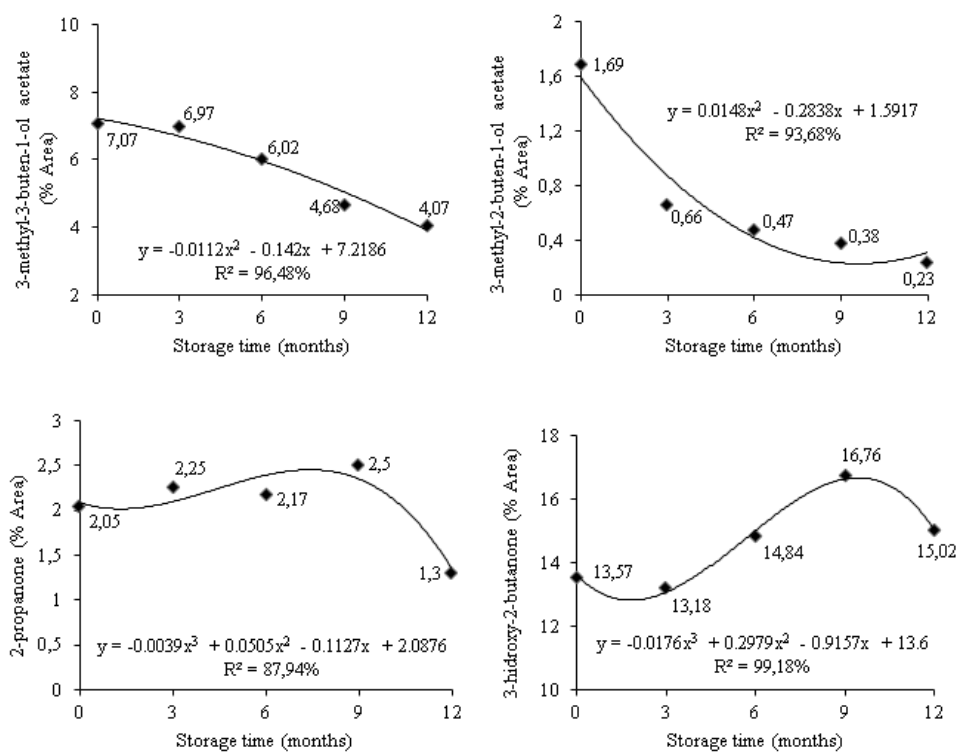 3-methyl-3-buten-1-ol acetate
(% Area)
10
8
6
4
2
7,07
6,97
6,02
4,68
4,07
y = -0.0112x² - 0.142x + 7.2186
R² = 96,48%
0 3 6 9 12
Storage time (months)
3-methyl-2-buten-1-ol acetate
(% Area)
2
1,6
1,2
0,8
0,4
0
1,69
y = 0.0148x² - 0.2838x + 1.5917
R² = 93,68%
0,66
0,47
0,38
0,23
0 3 6 9 12
Storage time (months)
2-propanone (% Area)
3
2,5
2
1,5
1
0,5
0
2,05
2,25
2,17
2,5
1,3
y = -0.0039x³ + 0.0505x² - 0.1127x + 2.0876
R² = 87,94%
0 3 6 9 12
Storage time (months)
3-hidroxy-2-butanone (% Area)
18
16
14
12
10
13,57
13,18
14,84
16,76
15,02
y = -0.0176x³ + 0.2979x² - 0.9157x + 13.6
R² = 99,18%
0 3 6 9 12
Storage time (months)